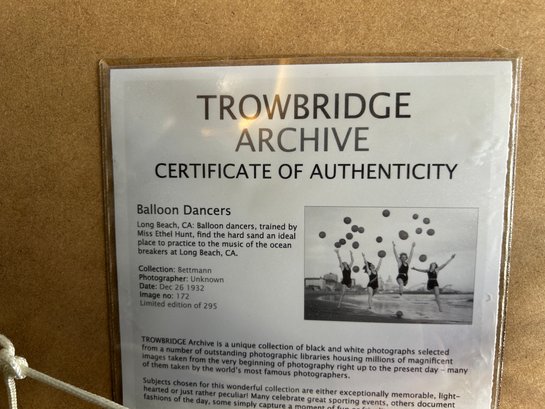 TROWBRIDGE
ARCHIVE
CERTIFICATE OF AUTHENTICITY
Balloon Dancers
Long Beach, CA: Balloon dancers, trained by
Miss Ethel Hunt, find the hard sand an ideal
place to practice to the music of the ocean
breakers at Long Beach, CA.
Collection: Bettmann
Photographer: Unknown
Date: Dec 26 1932
Image no: 172
Limited edition of 295
TROWBRIDGE Archive is a unique collection of black and white photographs selected
from a number of outstanding photographic libraries housing millions of magnificent
images taken from the very beginning of photography right up to the present day – many
of them taken by the world's most famous photographers.
Subjects chosen for this wonderful collection are either exceptionally memorable, light-
hearted or just rather peculiar! Many celebrate great sporting events, others document
fashions of the day, some simply capture a moment of fun